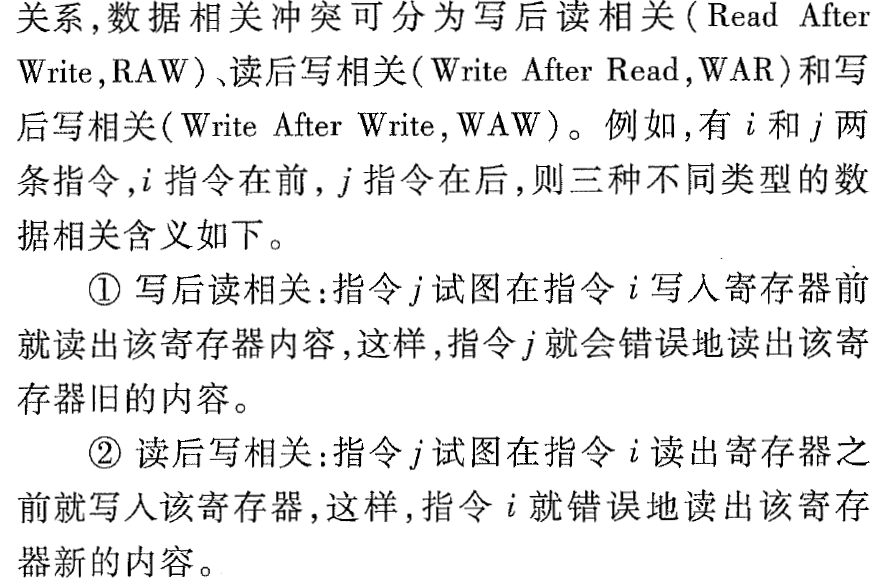 关系,数据相关冲突可分为写后读相关(Read After
Write,RAW)、读后写相关(Write After Read,WAR)和写
后写相关(Write After Write,WAW)。例如,有 i 和 j 两
条指令,i 指令在前,j 指令在后,则三种不同类型的数
据相关含义如下。
① 写后读相关:指令 j 试图在指令 i 写入寄存器前
就读出该寄存器内容,这样,指令 j 就会错误地读出该寄
存器旧的内容。
② 读后写相关:指令 j 试图在指令 i 读出寄存器之
前就写入该寄存器,这样,指令 i 就错误地读出该寄存
器新的内容。